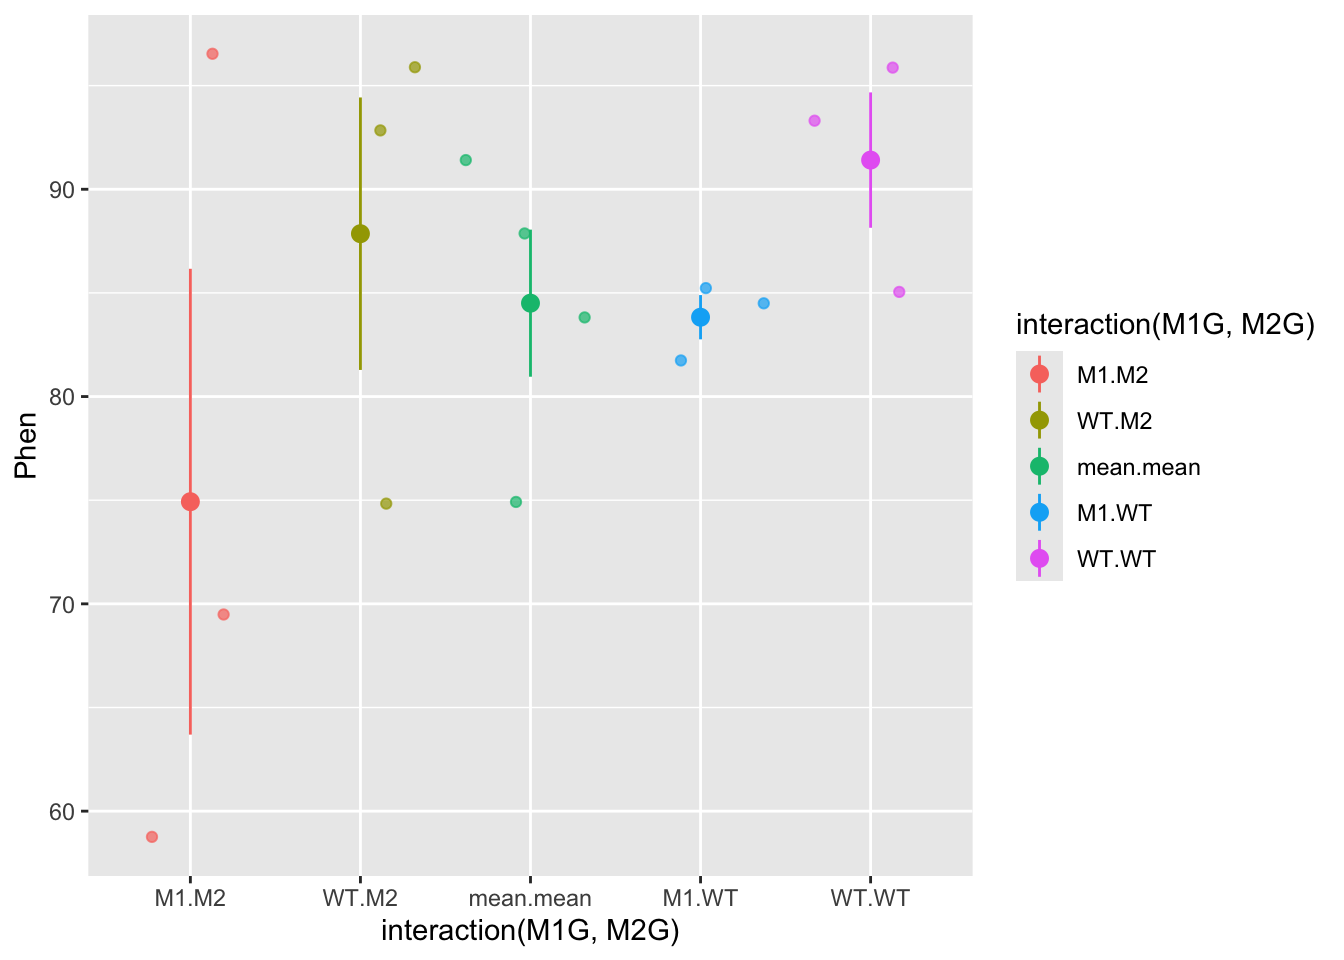 Phen
90
80
70
60
M1.M2
WT.M2
mean.mean
M1.WT
WT.WT
interaction(M1G, M2G)
interaction(M1G, M2G)
M1.M2
WT.M2
mean.mean
M1.WT
WT.WT